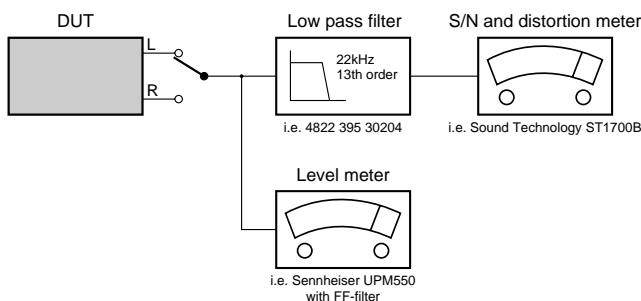 DUT
L
R
Low pass filter
22kHz
13th order
i.e. 4822 395 30204
S/N and distortion meter
i.e. Sound Technology ST1700B
Level meter
i.e. Sennheiser UPM550
with FF-filter